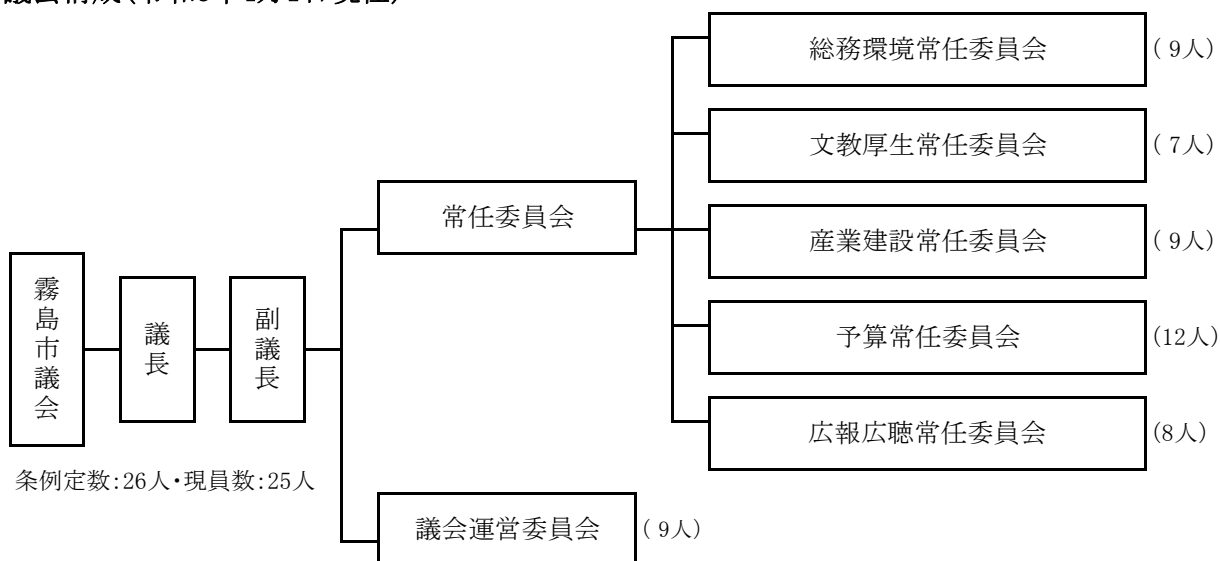 総務環境常任委員会
( 9人)
文教厚生常任委員会
( 7人)
常任委員会
産業建設常任委員会
( 9人)
霧島市議会
議長
副議長
予算常任委員会
(12人)
広報広聴常任委員会
(8人)
条例定数:26人・現員数:25人
議会運営委員会
( 9人)